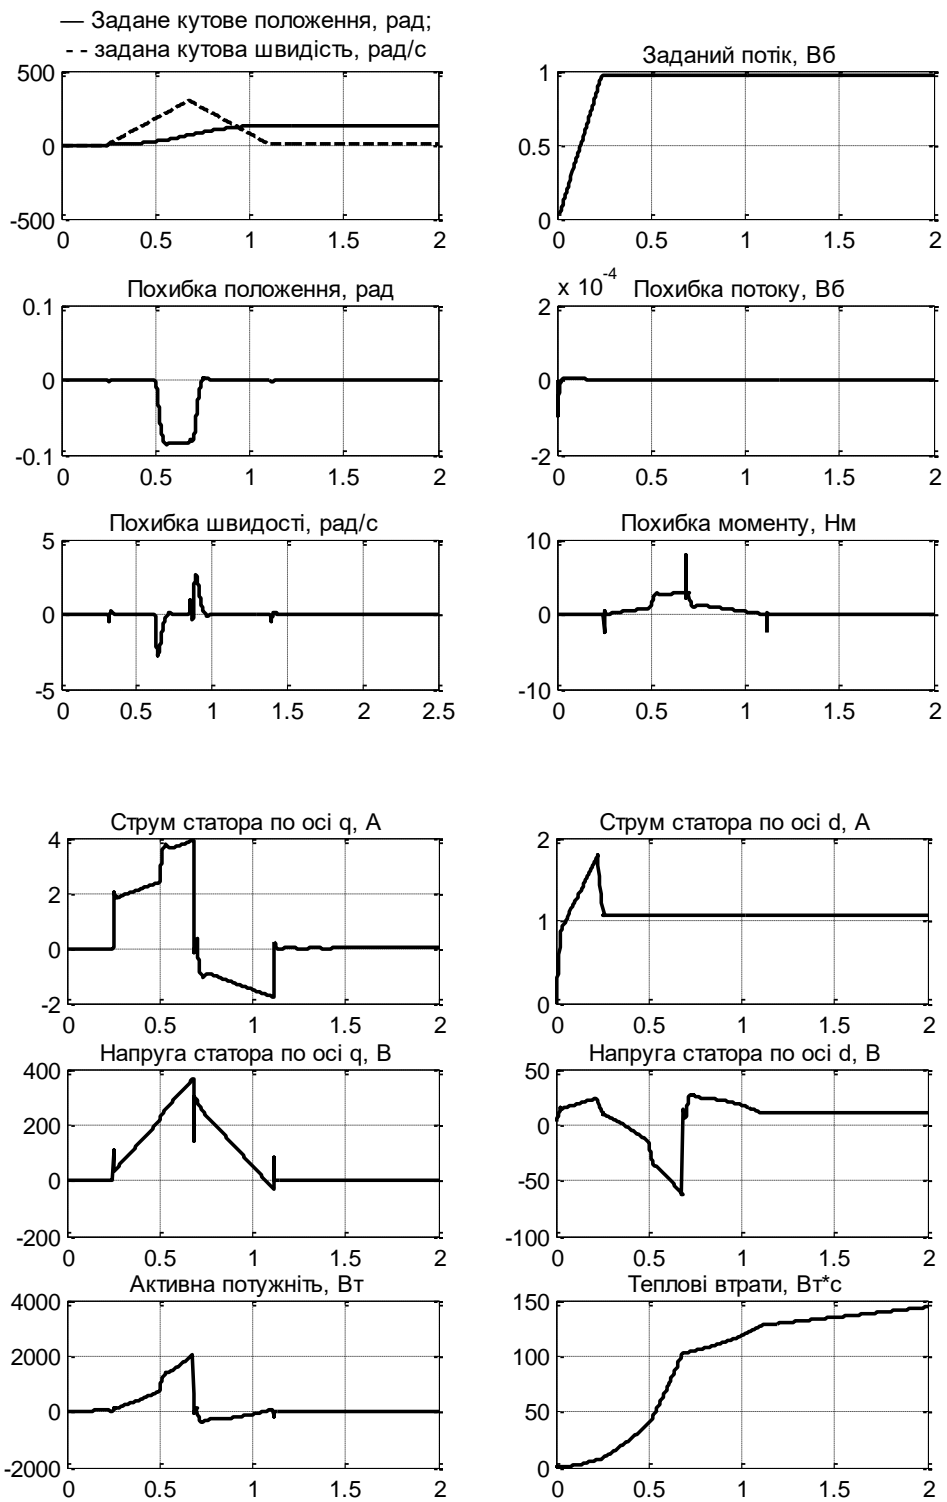 — Задане кутове положення, рад;
- - задана кутова швидість, рад/с
Заданий потік, Вб
500
0
-500
0 0.5 1 1.5 2
1
0.5
0
0 0.5 1 1.5 2
Похибка положення, рад
x 10^-4 Похибка потоку, Вб
0.1
0
-0.1
0 0.5 1 1.5 2
2
0
-2
0 0.5 1 1.5 2
Похибка швидості, рад/с
Похибка моменту, Нм
5
0
-5
0 0.5 1 1.5 2 2.5
10
0
-10
0 0.5 1 1.5 2
Струм статора по осі q, А
Струм статора по осі d, А
4
2
0
-2
0 0.5 1 1.5 2
2
1
0
0 0.5 1 1.5 2
Напруга статора по осі q, В
Напруга статора по осі d, В
400
200
0
-200
0 0.5 1 1.5 2
50
0
-50
-100
0 0.5 1 1.5 2
Активна потужніть, Вт
Теплові втрати, Вт*с
4000
2000
0
-2000
0 0.5 1 1.5 2
150
100
50
0
0 0.5 1 1.5 2